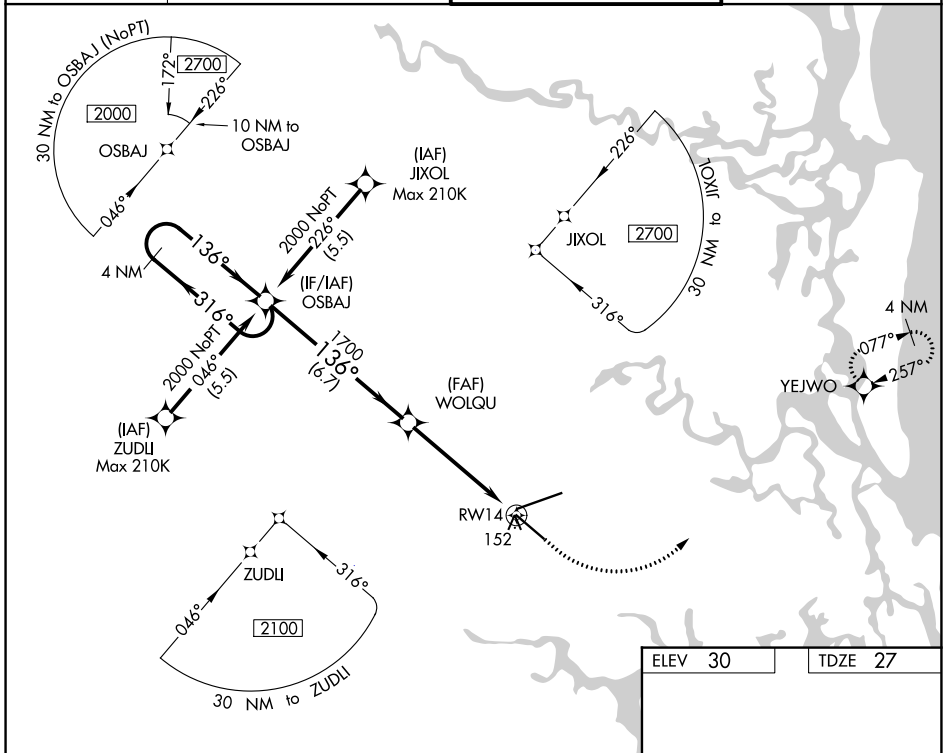 30 NM to OSBAJ (NoPT)
2700
172°
226°
2000
10 NM to
OSBAJ
OSBAJ
046°
(IAF)
JIXOL
Max 210K
2000 NoPT
226°
(5.5)
136°
4 NM
316°
(IF/IAF)
OSBAJ
2000 NoPT
046°
(5.5)
(IAF)
ZUDLI
Max 210K
1700
136°
(6.7)
(FAF)
WOLQU
RW14
152
226°
JIXOL
2700
30 NM to JIXOL
316°
4 NM
077°
257°
YEJWO
ZUDLI
046°
316°
2100
30 NM to ZUDLI
ELEV 30
TDZE 27